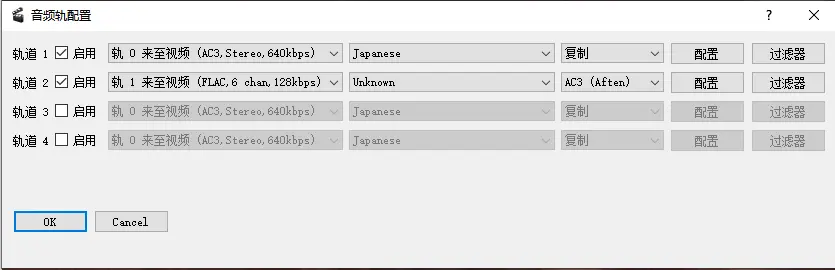 音频轨配置 ?
轨道 1 启用 轨 0 来至视频 (AC3,Stereo,640kbps) Japanese 复制 配置 过滤器
轨道 2 启用 轨 1 来至视频 (FLAC,6 chan,128kbps) Unknown AC3 (Aften) 配置 过滤器
轨道 3 启用 轨 0 来至视频 (AC3,Stereo,640kbps) Japanese 复制 配置 过滤器
轨道 4 启用 轨 0 来至视频 (AC3,Stereo,640kbps) Japanese 复制 配置 过滤器
OK Cancel